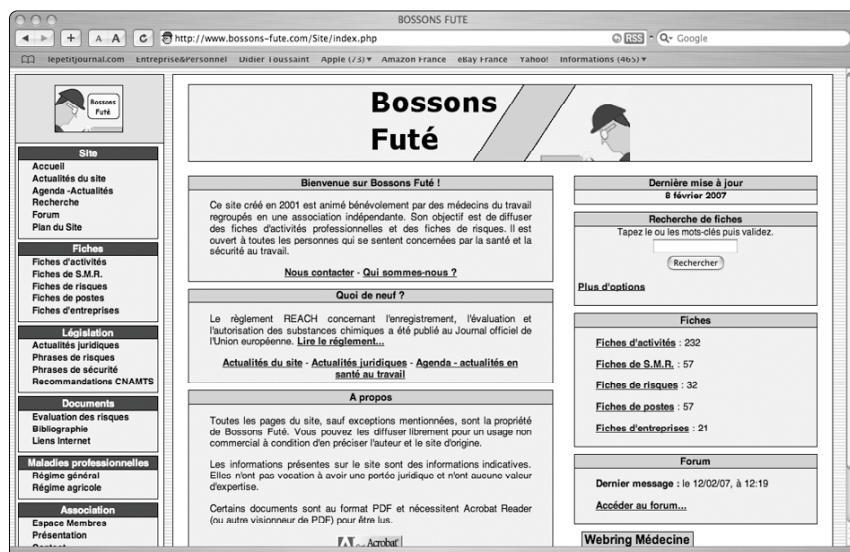 BOSSONS FUTE
A A C http://www.bossons-fute.com/Site/index.php RSS Q Google
lepetitjournal.com Entreprise&Personnel Didier Toussaint Apple (73) Amazon France eBay France Yahoo! Informations (465)
Bossons
Futé
Site
Accueil
Actualités du site
Agenda -Actualités
Recherche
Forum
Plan du Site
Fiches
Fiches d'activités
Fiches de S.M.R.
Fiches de risques
Fiches de postes
Fiches d'entreprises
Législation
Actualités juridiques
Phrases de risques
Phrases de sécurité
Recommandations CNAMTS
Documents
Evaluation des risques
Bibliographie
Liens Internet
Maladies professionnelles
Régime général
Régime agricole
Association
Espace Membres
Présentation
Contact
Bossons
Futé
Bienvenue sur Bossons Futé !
Ce site créé en 2001 est animé bénévolement par des médecins du travail
regroupés en une association indépendante. Son objectif est de diffuser
des fiches d'activités professionnelles et des fiches de risques. Il est
ouvert à toutes les personnes qui se sentent concernées par la santé et la
sécurité au travail.
Nous contacter - Qui sommes-nous ?
Quoi de neuf ?
Le règlement REACH concernant l'enregistrement, l'évaluation et
l'autorisation des substances chimiques a été publié au Journal officiel de
l'Union européenne. Lire le réglement...
Actualités du site - Actualités juridiques - Agenda - actualités en
santé au travail
A propos
Toutes les pages du site, sauf exceptions mentionnées, sont la propriété
de Bossons Futé. Vous pouvez les diffuser librement pour un usage non
commercial à condition d'en préciser l'auteur et le site d'origine.
Les informations présentes sur le site sont des informations indicatives.
Elles n'ont pas vocation à avoir une portée juridique et n'ont aucune valeur
d'expertise.
Certains documents sont au format PDF et nécessitent Acrobat Reader
(ou autre visionneur de PDF) pour être lus.
Acrobat
Dernière mise à jour
8 février 2007
Recherche de fiches
Tapez le ou les mots-clés puis validez.
Rechercher
Plus d'options
Fiches
Fiches d'activités : 232
Fiches de S.M.R. : 57
Fiches de risques : 32
Fiches de postes : 57
Fiches d'entreprises : 21
Forum
Dernier message : le 12/02/07, à 12:19
Accéder au forum...
Webring Médecine